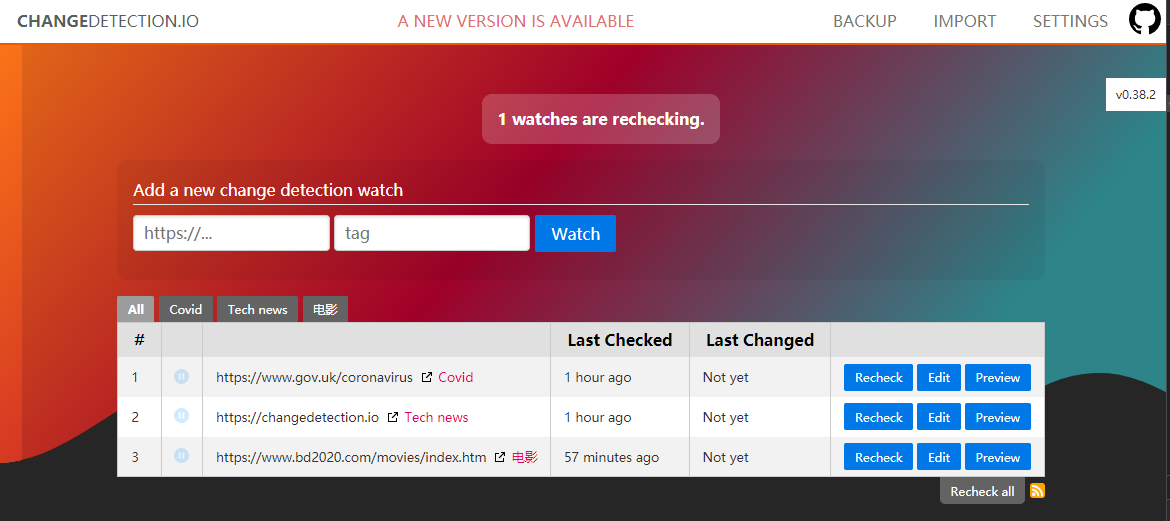 CHANGEDETECTION.IO A NEW VERSION IS AVAILABLE BACKUP IMPORT SETTINGS
v0.38.2
1 watches are rechecking.
Add a new change detection watch
https://... tag Watch
All Covid Tech news 电影
# Last Checked Last Changed
1 https://www.gov.uk/coronavirus Covid 1 hour ago Not yet Recheck Edit Preview
2 https://changedetection.io Tech news 1 hour ago Not yet Recheck Edit Preview
3 https://www.bd2020.com/movies/index.htm 电影 57 minutes ago Not yet Recheck Edit Preview
Recheck all